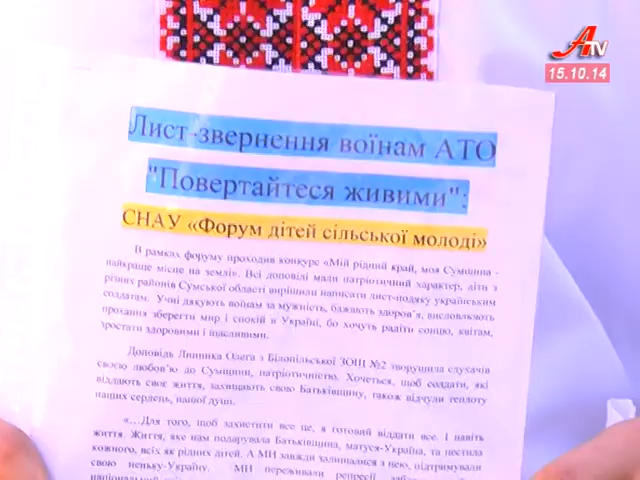 ATV
15.10.14
Лист-звернення воїнам АТО
"Повертайтеся живими":
СНАУ «Форум дітей сільської молоді»
В рамках форуму проходив конкурс «Мій рідний край, моя Сумщина -
найкраще місце на землі». Всі доповіді мали патріотичний характер, діти з
різних районів Сумської області вирішили написати лист-подяку українським
солдатам. Учні дякують воїнам за мужність, бажають здоров'я, висловлюють
прохання зберегти мир і спокій в Україні, бо хочуть радіти сонцю, квітам,
зростати здоровими і щасливими.
Доповідь Линника Олега з Білопільської ЗОШ №2 зворушила слухачів
своєю любов'ю до Сумщини, патріотичністю. Хочеться, щоб солдати, які
віддають своє життя, захищають свою Батьківщину, також відчули теплоту
наших сердець, нашої душі.
«…Для того, щоб захистити все це, я готовий віддати все. І навіть
життя. Життя, яке нам подарувала Батьківщина, матуся-Україна, та пестила
кожного, всіх як рідних дітей. А МИ завжди залишалися з нею, підтримували
свою неньку-Україну. МИ переживали репресії